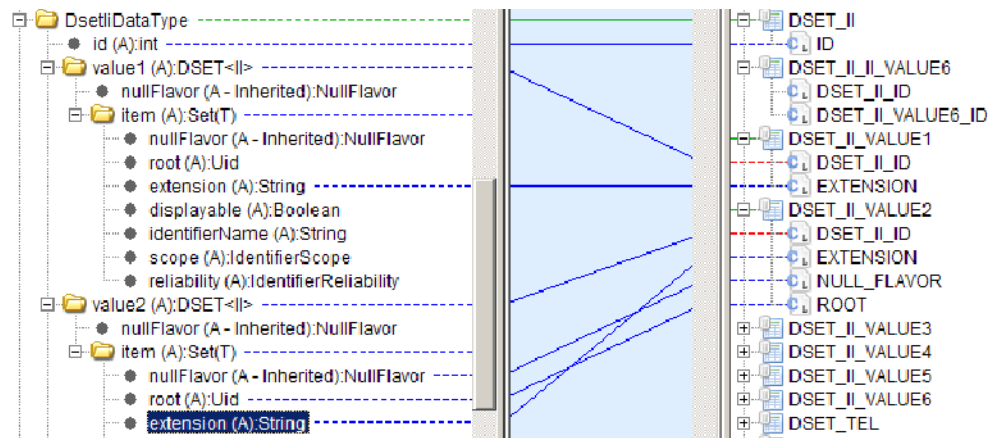 DsetIiDataType
id (A):int
value1 (A):DSET<II>
nullFlavor (A - Inherited):NullFlavor
item (A):Set(T)
nullFlavor (A - Inherited):NullFlavor
root (A):Uid
extension (A):String
displayable (A):Boolean
identifierName (A):String
scope (A):IdentifierScope
reliability (A):IdentifierReliability
value2 (A):DSET<II>
nullFlavor (A - Inherited):NullFlavor
item (A):Set(T)
nullFlavor (A - Inherited):NullFlavor
root (A):Uid
extension (A):String
DSET_II
ID
DSET_II_II_VALUE6
DSET_II_ID
DSET_II_VALUE6_ID
DSET_II_VALUE1
DSET_II_ID
EXTENSION
DSET_II_VALUE2
DSET_II_ID
EXTENSION
NULL_FLAVOR
ROOT
DSET_II_VALUE3
DSET_II_VALUE4
DSET_II_VALUE5
DSET_II_VALUE6
DSET_TEL